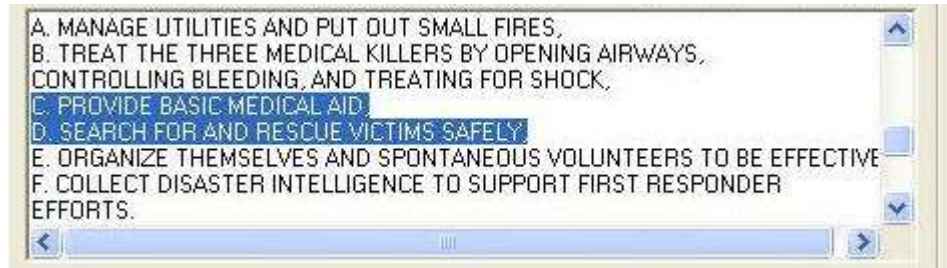 A. MANAGE UTILITIES AND PUT OUT SMALL FIRES,
B. TREAT THE THREE MEDICAL KILLERS BY OPENING AIRWAYS,
CONTROLLING BLEEDING, AND TREATING FOR SHOCK,
C. PROVIDE BASIC MEDICAL AID,
D. SEARCH FOR AND RESCUE VICTIMS SAFELY,
E. ORGANIZE THEMSELVES AND SPONTANEOUS VOLUNTEERS TO BE EFFECTIVE
F. COLLECT DISASTER INTELLIGENCE TO SUPPORT FIRST RESPONDER
EFFORTS.